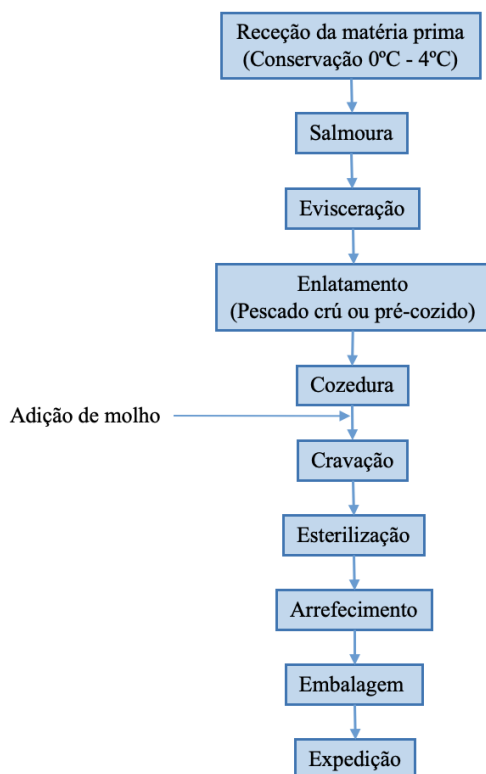 Receção da matéria prima
(Conservação 0ºC - 4ºC)
Salmoura
Evisceração
Enlatamento
(Pescado crú ou pré-cozido)
Cozedura
Adição de molho
Cravação
Esterilização
Arrefecimento
Embalagem
Expedição